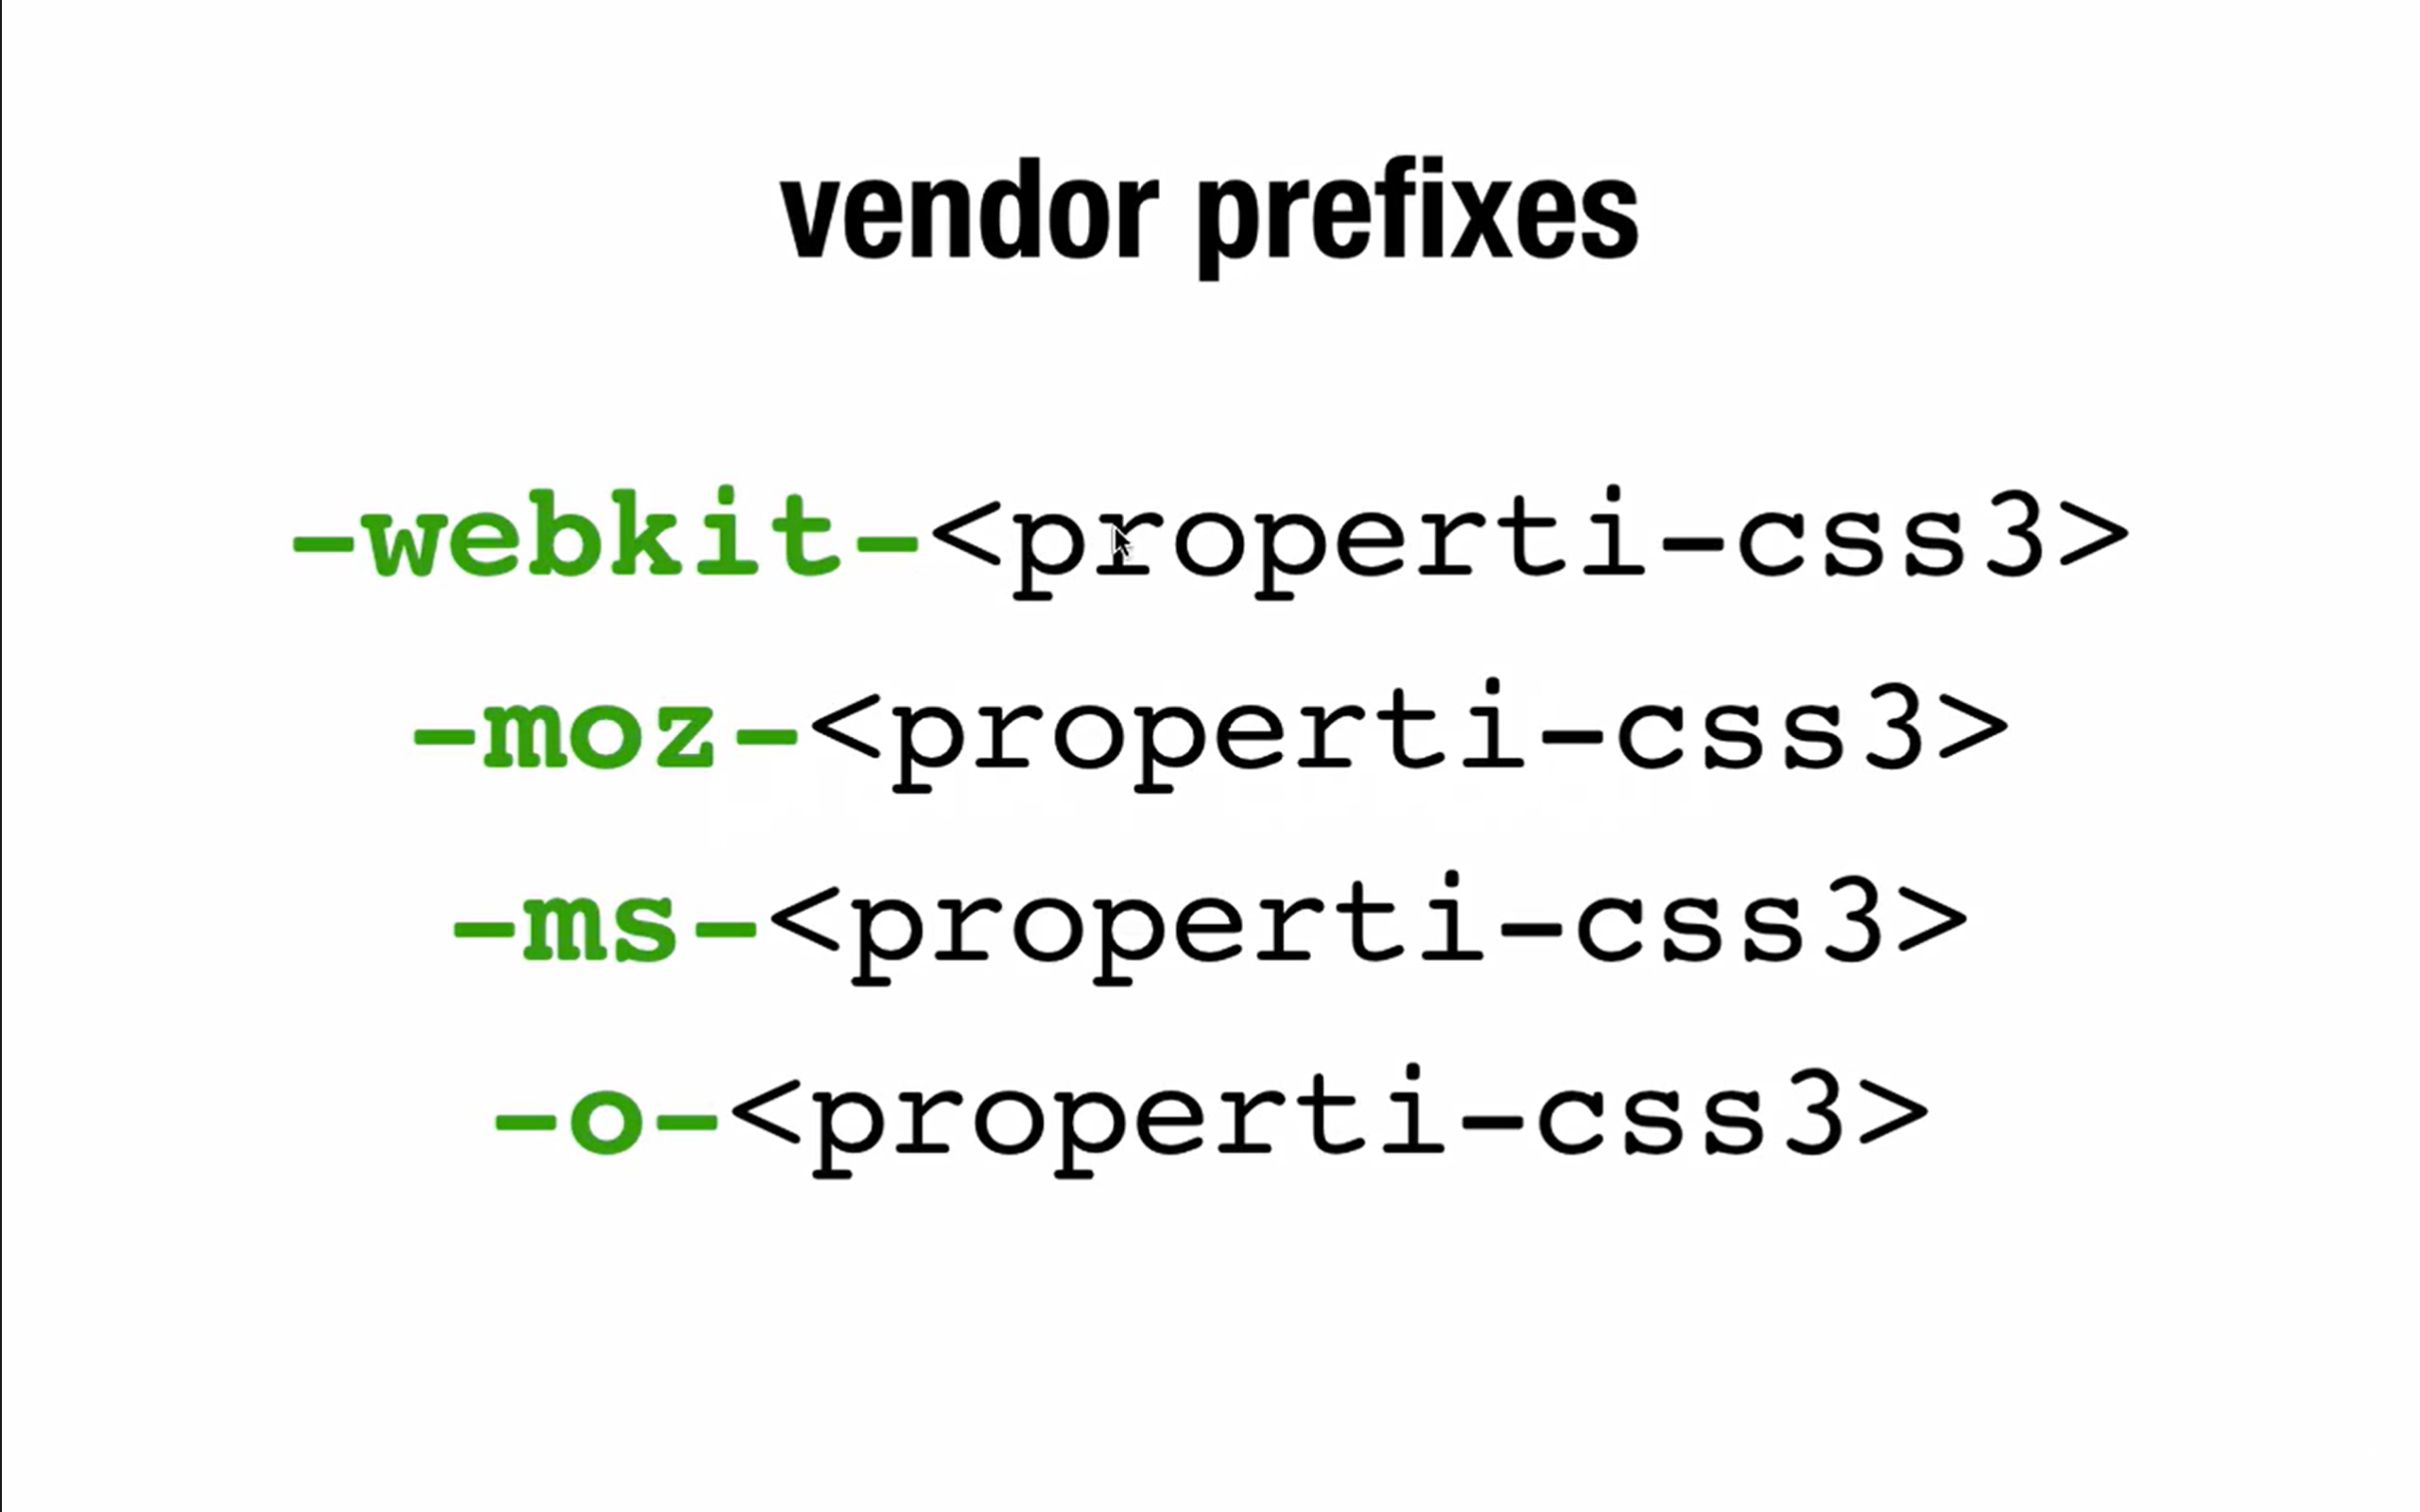 vendor prefixes
-webkit-<properti-css3>
-moz-<properti-css3>
-ms-<properti-css3>
-o-<properti-css3>